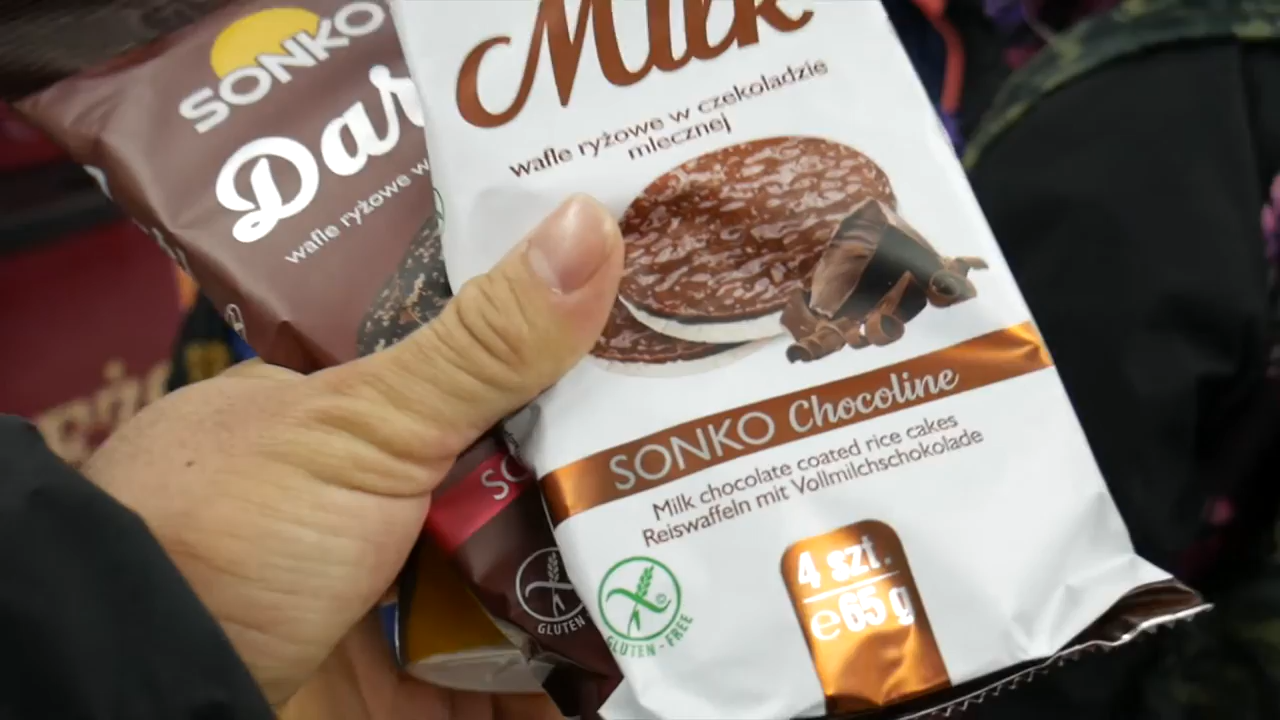 SONKO
Dar
wafle ryżowe w
Milk
wafle ryżowe w czekoladzie
mlecznej
SONKO Chocoline
Milk chocolate coated rice cakes
Reiswaffeln mit Vollmilchschokolade
4 szt.
e65 g
GLUTEN-FREE
SO
GLUTEN